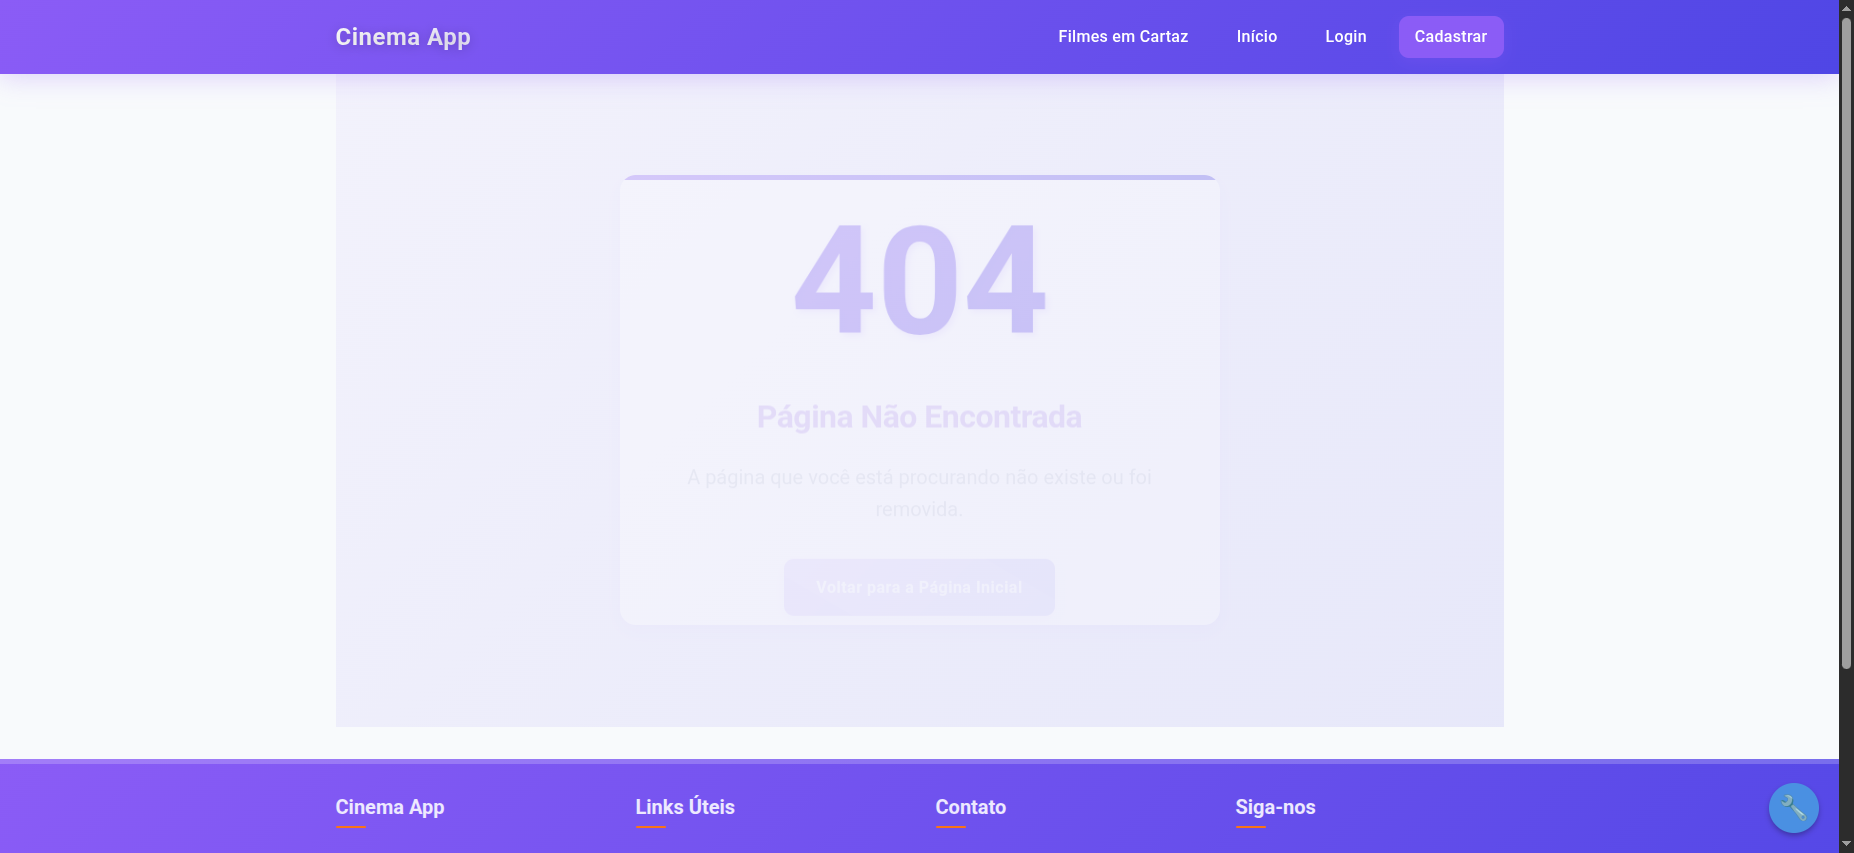 Cinema App
Filmes em Cartaz
Início
Login
Cadastrar
404
Página Não Encontrada
A página que você está procurando não existe ou foi
removida.
Voltar para a Página Inicial
Cinema App
Links Úteis
Contato
Siga-nos